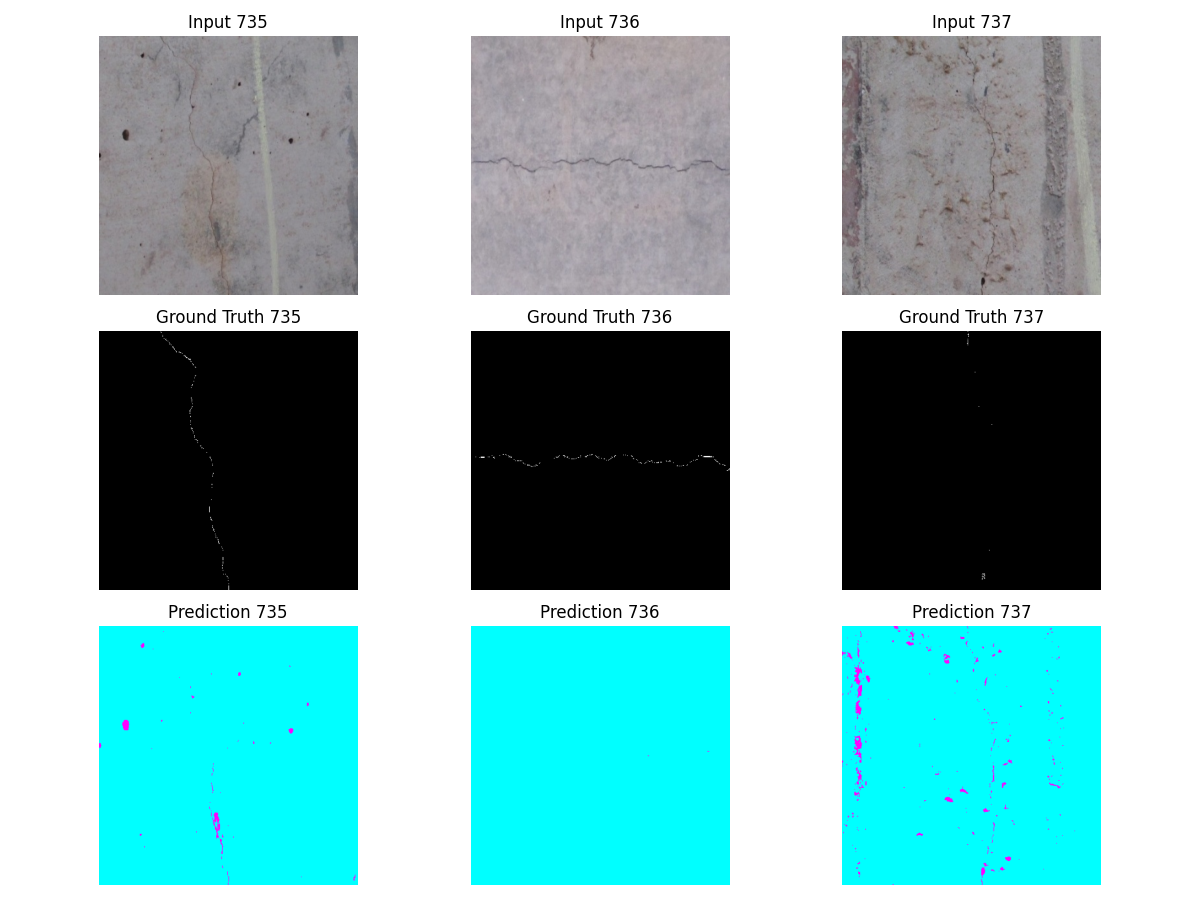 Input 735
Input 736
Input 737
Ground Truth 735
Ground Truth 736
Ground Truth 737
Prediction 735
Prediction 736
Prediction 737